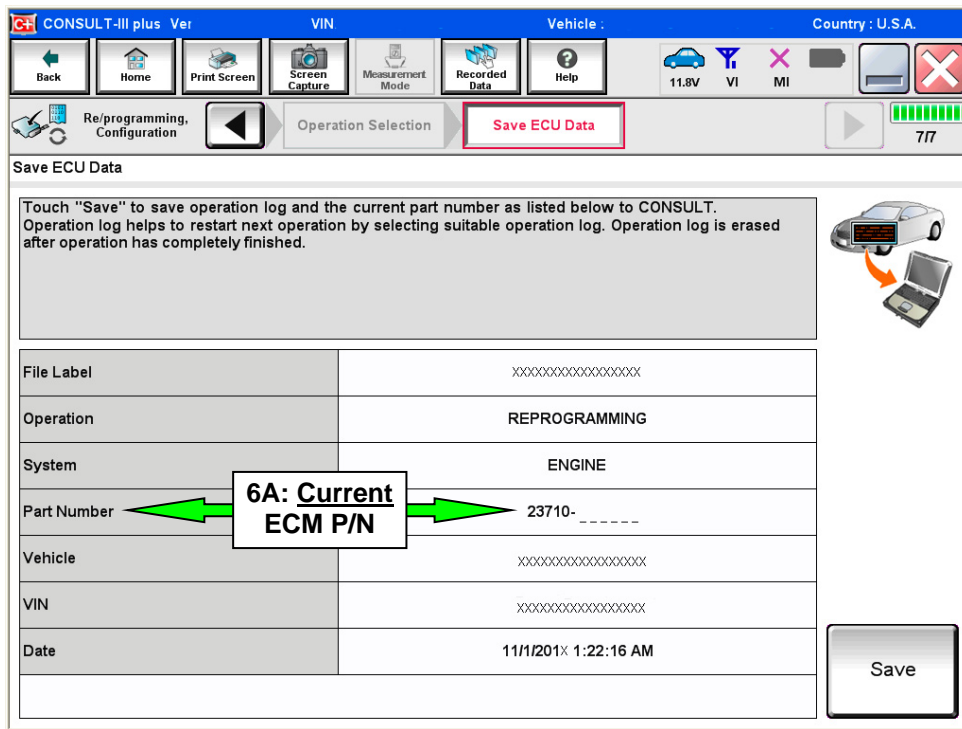 C+ CONSULT-III plus Ver VIN Vehicle : Country : U.S.A.
Back Home Print Screen Screen Capture Measurement Mode Recorded Data Help 11.8V VI MI
Re/programming, Configuration Operation Selection Save ECU Data 7/7
Save ECU Data
Touch "Save" to save operation log and the current part number as listed below to CONSULT.
Operation log helps to restart next operation by selecting suitable operation log. Operation log is erased
after operation has completely finished.
File Label XXXXXXXXXXXXXXXXX
Operation REPROGRAMMING
System ENGINE
6A: Current
ECM P/N
Part Number 23710-_ _ _ _ _ _
Vehicle XXXXXXXXXXXXXXXXX
VIN XXXXXXXXXXXXXXXXX
Date 11/1/201X 1:22:16 AM
Save